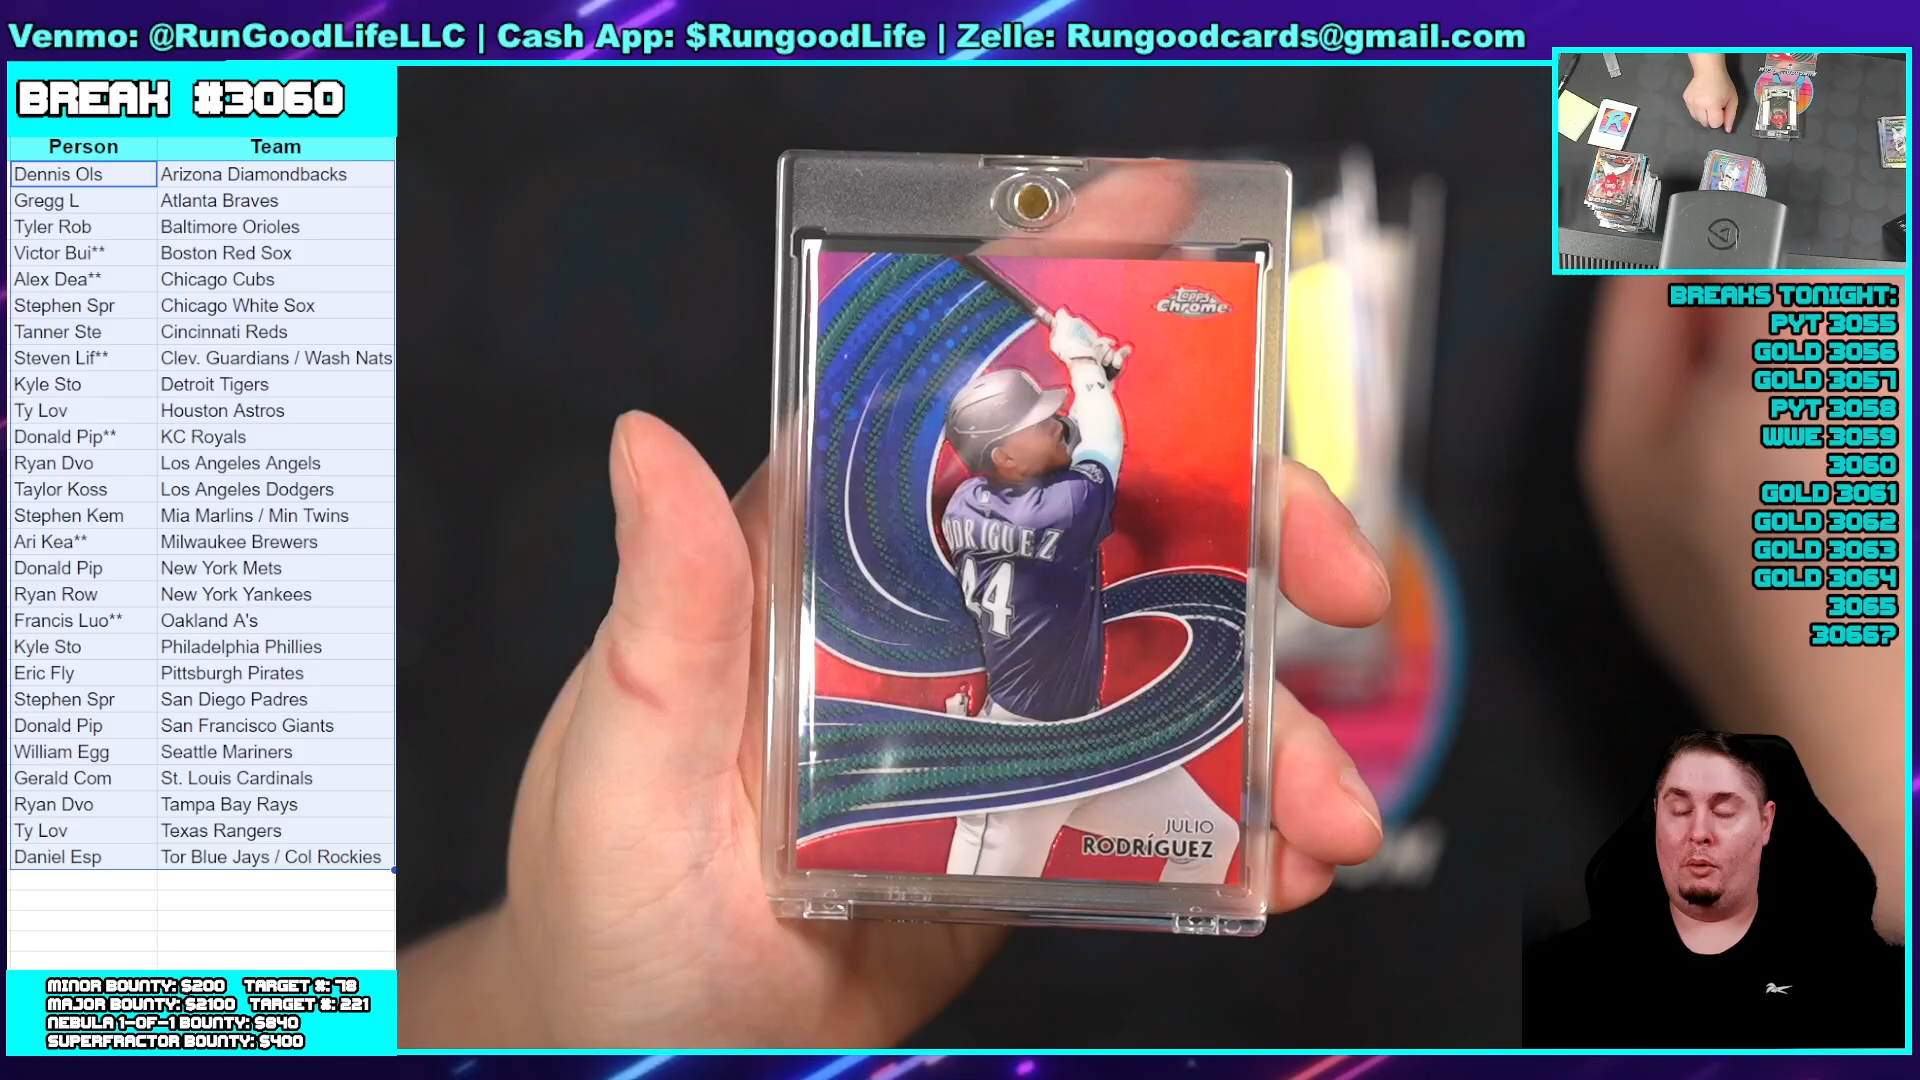 Venmo: @RunGoodLifeLLC | Cash App: $RungoodLife | Zelle: Rungoodcards@gmail.com
BREAK #3060
Person Team
Dennis Ols Arizona Diamondbacks
Gregg L Atlanta Braves
Tyler Rob Baltimore Orioles
Victor Bui** Boston Red Sox
Alex Dea** Chicago Cubs
Stephen Spr Chicago White Sox
Tanner Ste Cincinnati Reds
Steven Lif** Clev. Guardians / Wash Nats
Kyle Sto Detroit Tigers
Ty Lov Houston Astros
Donald Pip** KC Royals
Ryan Dvo Los Angeles Angels
Taylor Koss Los Angeles Dodgers
Stephen Kem Mia Marlins / Min Twins
Ari Kea** Milwaukee Brewers
Donald Pip New York Mets
Ryan Row New York Yankees
Francis Luo** Oakland A's
Kyle Sto Philadelphia Phillies
Eric Fly Pittsburgh Pirates
Stephen Spr San Diego Padres
Donald Pip San Francisco Giants
William Egg Seattle Mariners
Gerald Com St. Louis Cardinals
Ryan Dvo Tampa Bay Rays
Ty Lov Texas Rangers
Daniel Esp Tor Blue Jays / Col Rockies
MINOR BOUNTY: $200 TARGET #: 78
MAJOR BOUNTY: $2100 TARGET #: 221
NEBULA 1-OF-1 BOUNTY: $840
SUPERFRACTOR BOUNTY: $400
Topps
Chrome
RODRIGUEZ
44
JULIO
RODRÍGUEZ
R
BREAKS TONIGHT:
PYT 3055
GOLD 3056
GOLD 3057
PYT 3058
WWE 3059
3060
GOLD 3061
GOLD 3062
GOLD 3063
GOLD 3064
3065
3066?